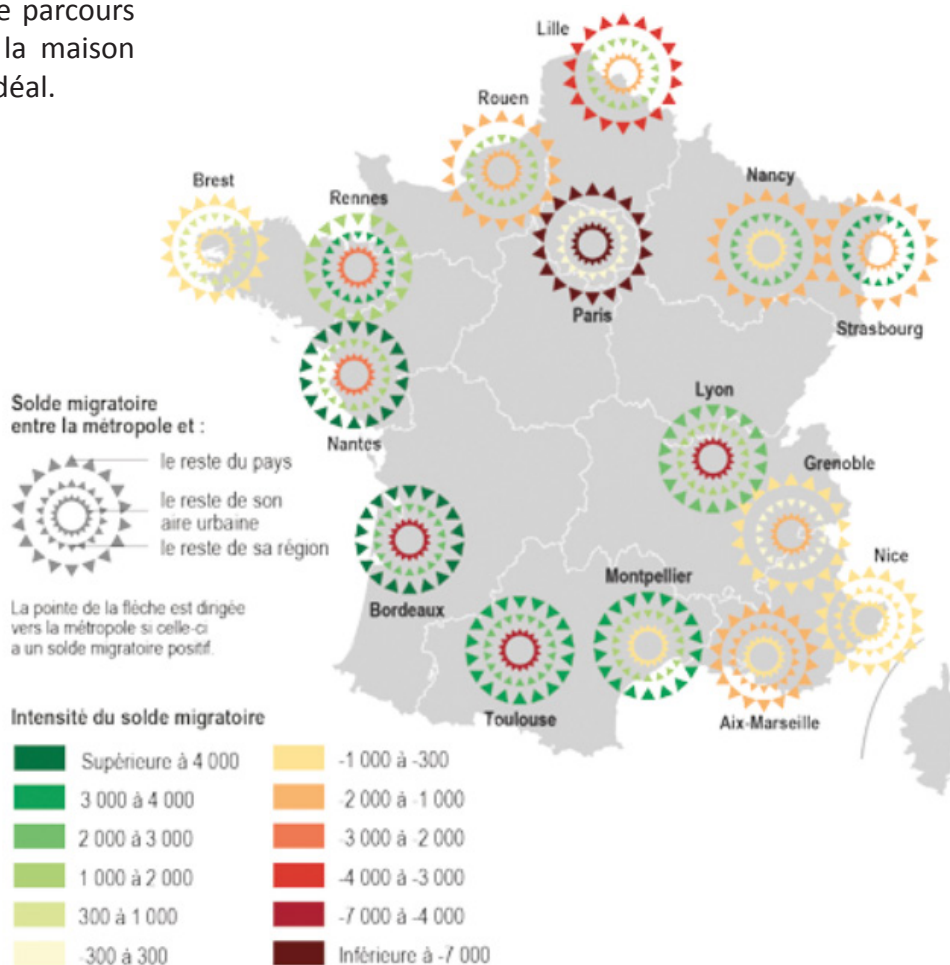 e parcours
la maison
déal.
Lille
Rouen
Brest
Rennes
Nancy
Paris
Strasbourg
Nantes
Lyon
Grenoble
Nice
Montpellier
Bordeaux
Toulouse
Aix-Marseille
Solde migratoire
entre la métropole et :
le reste du pays
le reste de son
aire urbaine
le reste de sa région
La pointe de la flèche est dirigée
vers la métropole si celle-ci
a un solde migratoire positif.
Intensité du solde migratoire
Supérieure à 4 000
3 000 à 4 000
2 000 à 3 000
1 000 à 2 000
300 à 1 000
-300 à 300
-1 000 à -300
-2 000 à -1 000
-3 000 à -2 000
-4 000 à -3 000
-7 000 à -4 000
Inférieure à -7 000